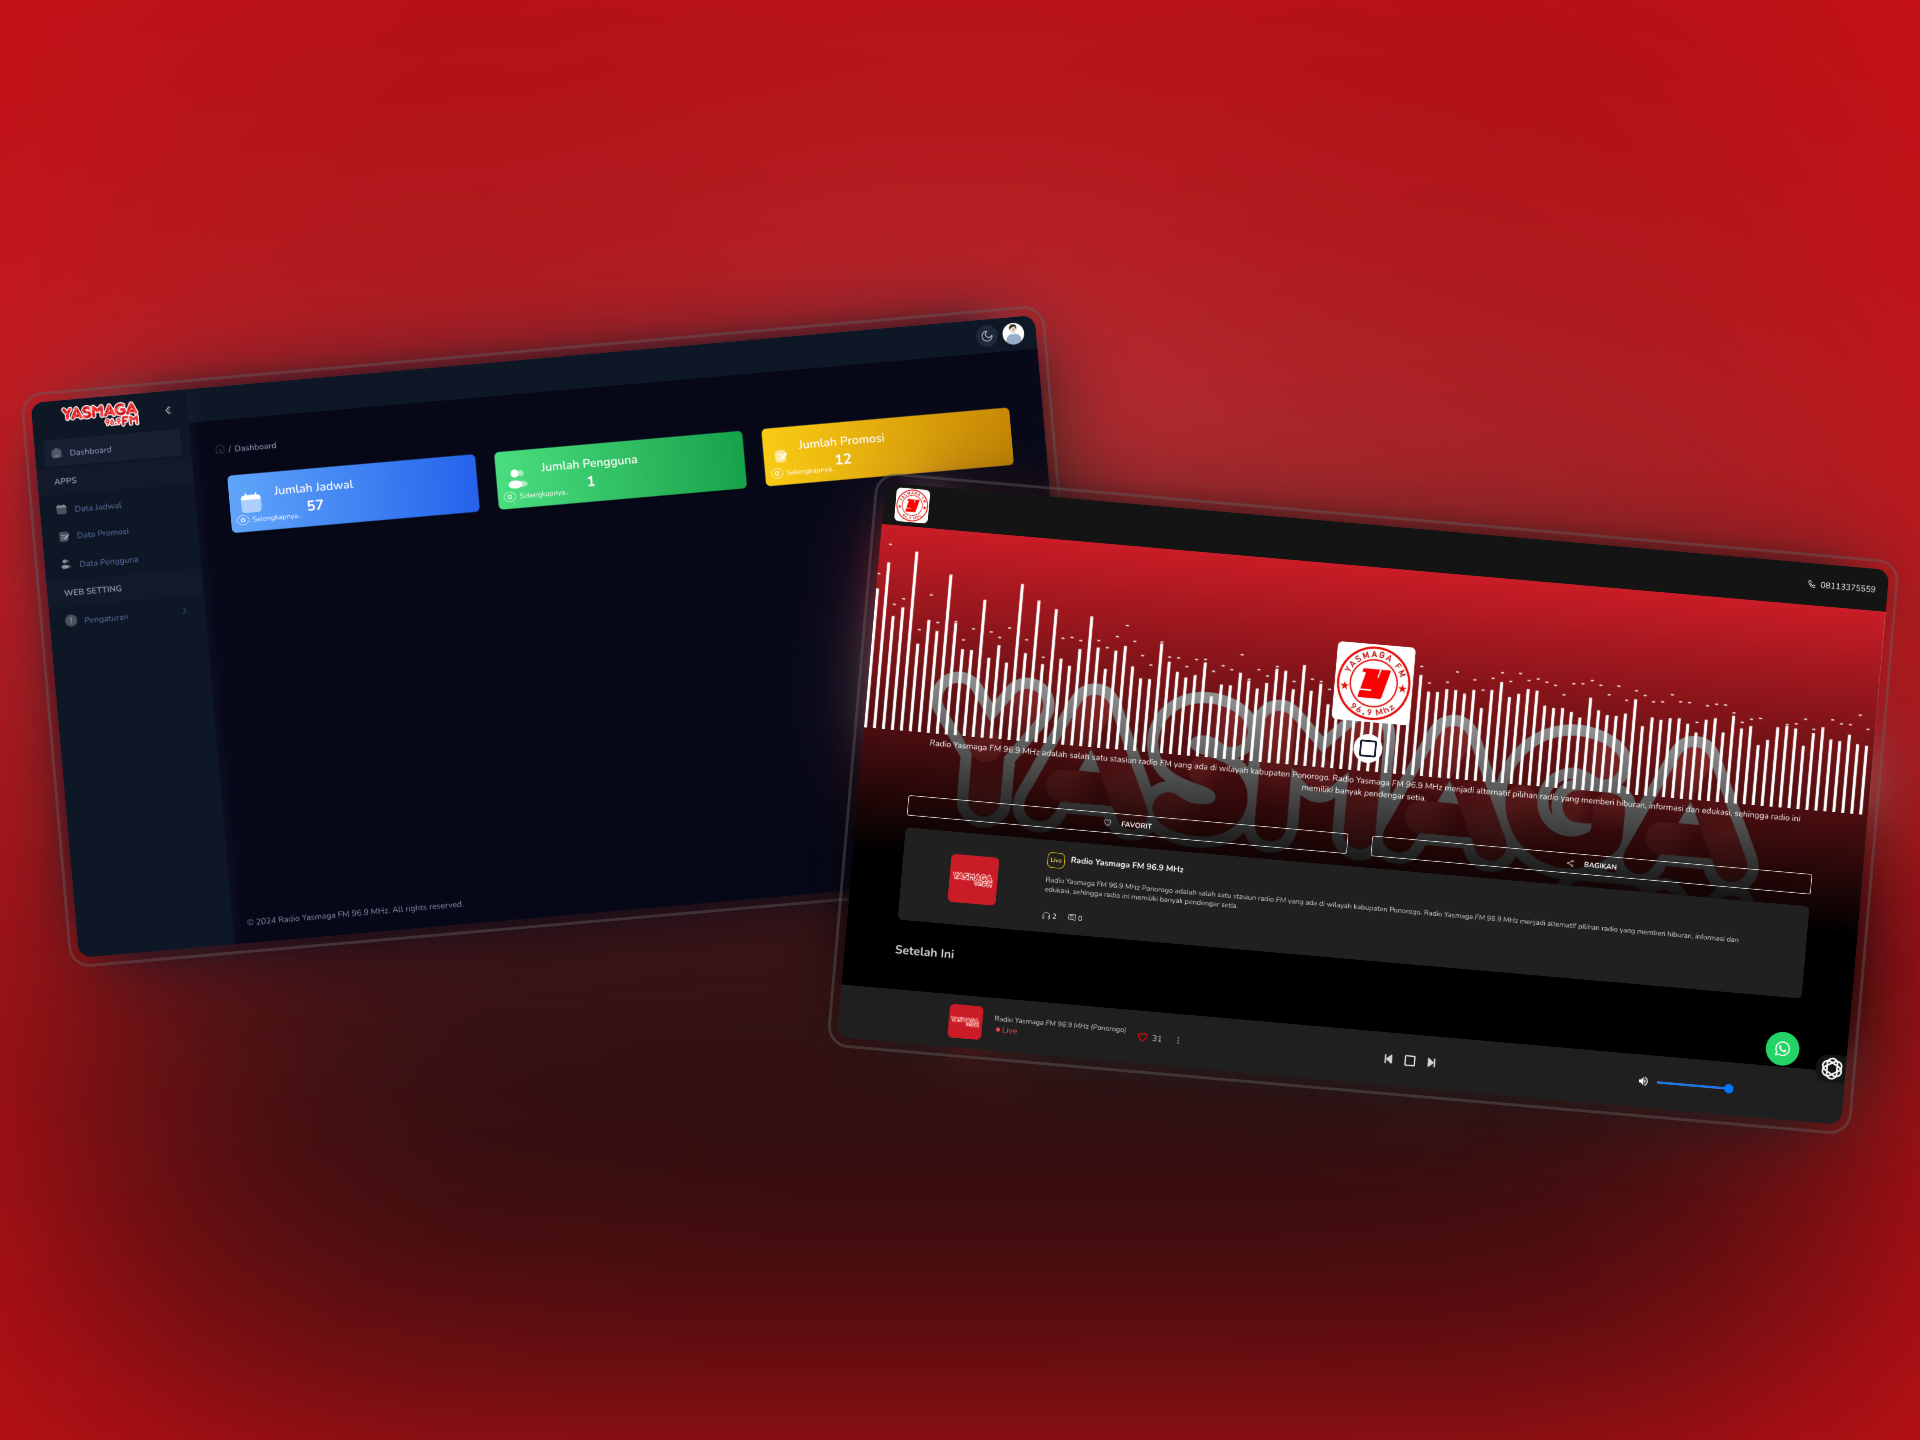 YASMAGA
96.9 FM
Dashboard
APPS
Data Jadwal
Data Promosi
Data Pengguna
WEB SETTING
Pengaturan
/ Dashboard
Jumlah Jadwal
57
Selengkapnya..
Jumlah Pengguna
1
Selengkapnya..
Jumlah Promosi
12
Selengkapnya..
© 2024 Radio Yasmaga FM 96.9 MHz. All rights reserved.
08113375559
YASMAGA FM
96.9 Mhz
YASMAGA
Radio Yasmaga FM 96.9 MHz adalah salah satu stasiun radio FM yang ada di wilayah kabupaten Ponorogo. Radio Yasmaga FM 96.9 MHz menjadi alternatif pilihan radio yang memberi hiburan, informasi dan edukasi, sehingga radio ini
memiliki banyak pendengar setia.
FAVORIT
BAGIKAN
YASMAGA
96.9 FM
Live
Radio Yasmaga FM 96.9 MHz
Radio Yasmaga FM 96.9 MHz Ponorogo adalah salah satu stasiun radio FM yang ada di wilayah kabupaten Ponorogo. Radio Yasmaga FM 96.9 MHz menjadi alternatif pilihan radio yang memberi hiburan, informasi dan
edukasi, sehingga radio ini memiliki banyak pendengar setia.
2
0
Setelah Ini
YASMAGA
Radio Yasmaga FM 96.9 MHz (Ponorogo)
Live
31